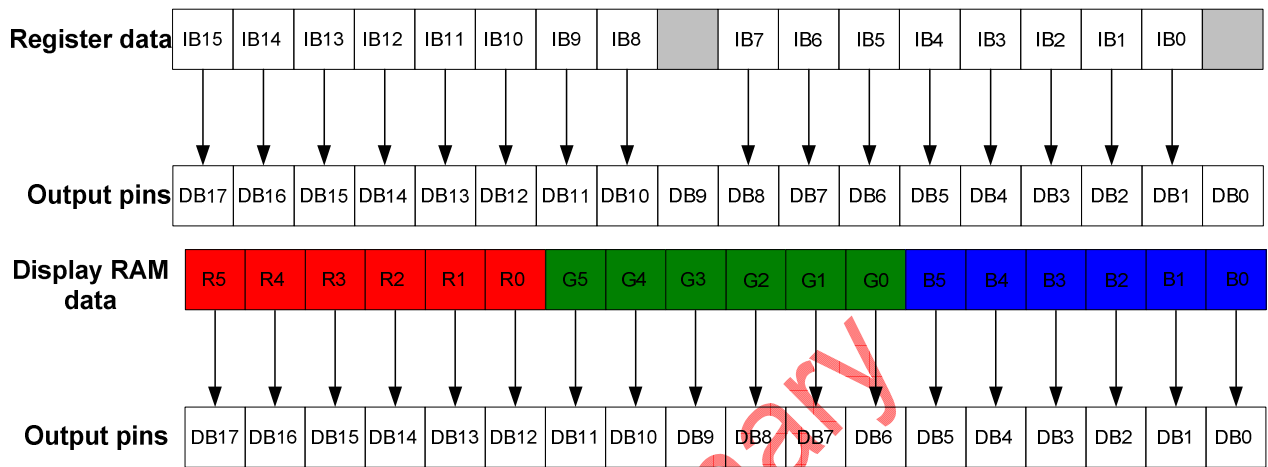 Register data IB15 IB14 IB13 IB12 IB11 IB10 IB9 IB8 IB7 IB6 IB5 IB4 IB3 IB2 IB1 IB0
Output pins DB17 DB16 DB15 DB14 DB13 DB12 DB11 DB10 DB9 DB8 DB7 DB6 DB5 DB4 DB3 DB2 DB1 DB0
Display RAM
data
R5 R4 R3 R2 R1 R0 G5 G4 G3 G2 G1 G0 B5 B4 B3 B2 B1 B0
Output pins DB17 DB16 DB15 DB14 DB13 DB12 DB11 DB10 DB9 DB8 DB7 DB6 DB5 DB4 DB3 DB2 DB1 DB0